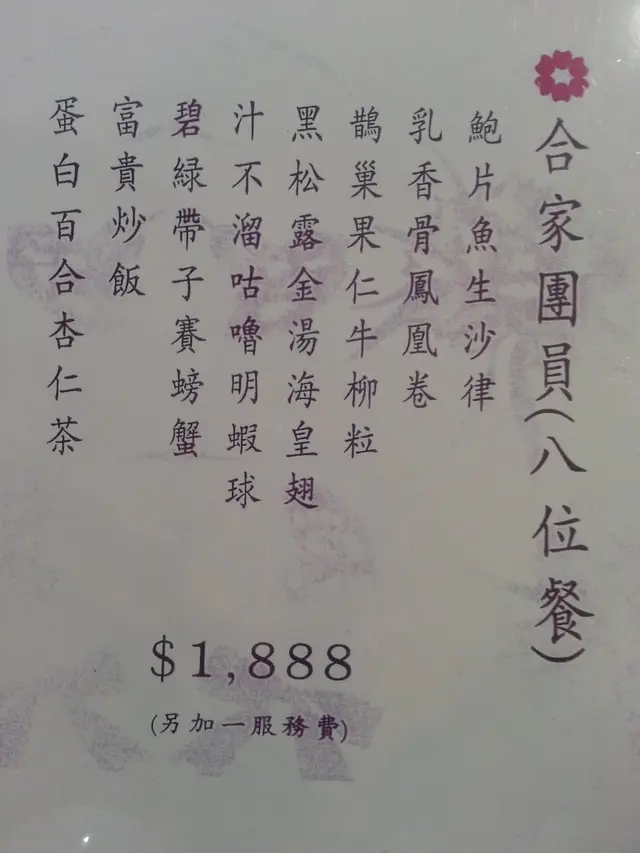 合家團員(八位餐)
鮑片魚生沙律
乳香骨鳳凰卷
鵲巢果仁牛柳粒
黑松露金湯海皇翅
汁不溜咕嚕明蝦球
碧綠帶子賽螃蟹
富貴炒飯
蛋白百合杏仁茶
$1,888
(另加一服務費)